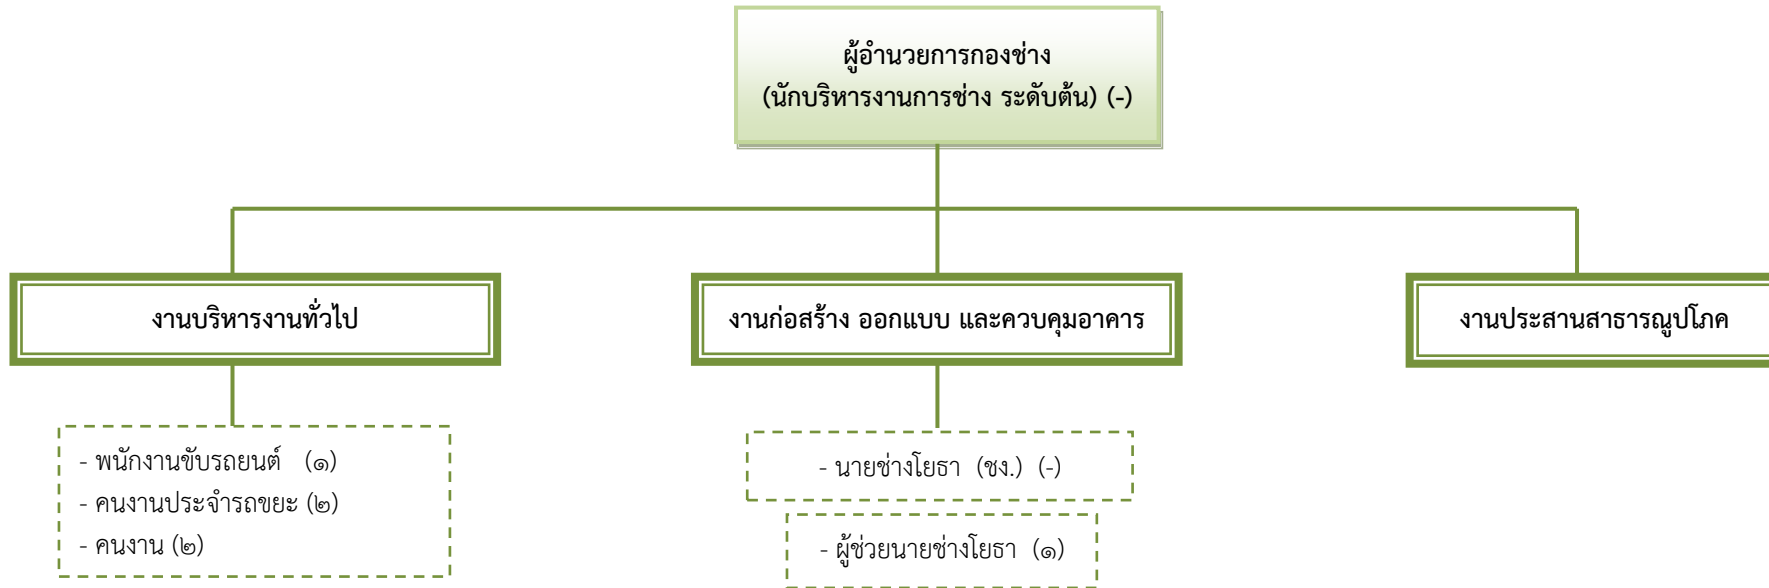 ผู้อำนวยการกองช่าง
(นักบริหารงานการช่าง ระดับต้น) (-)
งานบริหารงานทั่วไป
งานก่อสร้าง ออกแบบ และควบคุมอาคาร
งานประสานสาธารณูปโภค
- พนักงานขับรถยนต์ (๑)
- คนงานประจำรถขยะ (๒)
- คนงาน (๒)
- นายช่างโยธา (ชง.) (-)
- ผู้ช่วยนายช่างโยธา (๑)